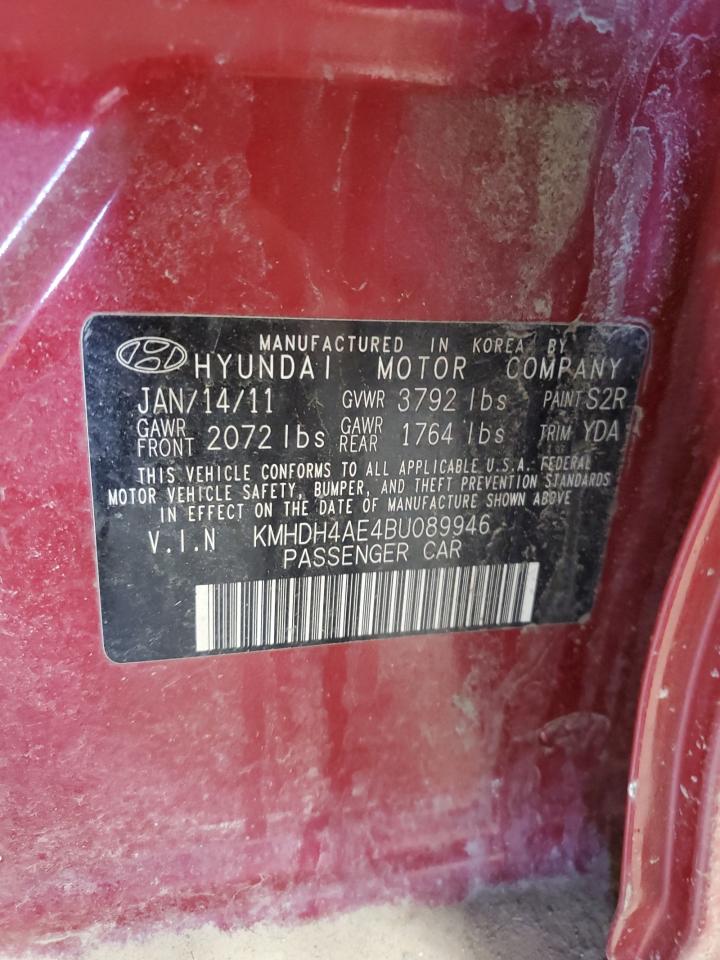 MANUFACTURED IN KOREA BY
HYUNDAI MOTOR COMPANY
JAN/14/11 GVWR 3792 lbs PAINT S2R
GAWR FRONT 2072 lbs GAWR REAR 1764 lbs TRIM YDA
THIS VEHICLE CONFORMS TO ALL APPLICABLE U.S.A. FEDERAL
MOTOR VEHICLE SAFETY, BUMPER, AND THEFT PREVENTION STANDARDS
IN EFFECT ON THE DATE OF MANUFACTURE SHOWN ABOVE
V.I.N KMHDH4AE4BU089946
PASSENGER CAR